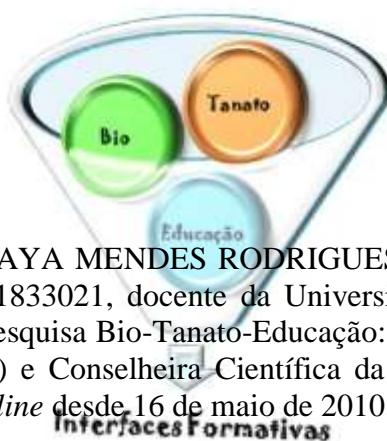 Bio
Tanato
Educação
AYA MENDES RODRIGUES
1833021, docente da Univers
esquisa Bio-Tanato-Educação:
) e Conselheira Científica da
line desde 16 de maio de 2010
Interfaces Formativas